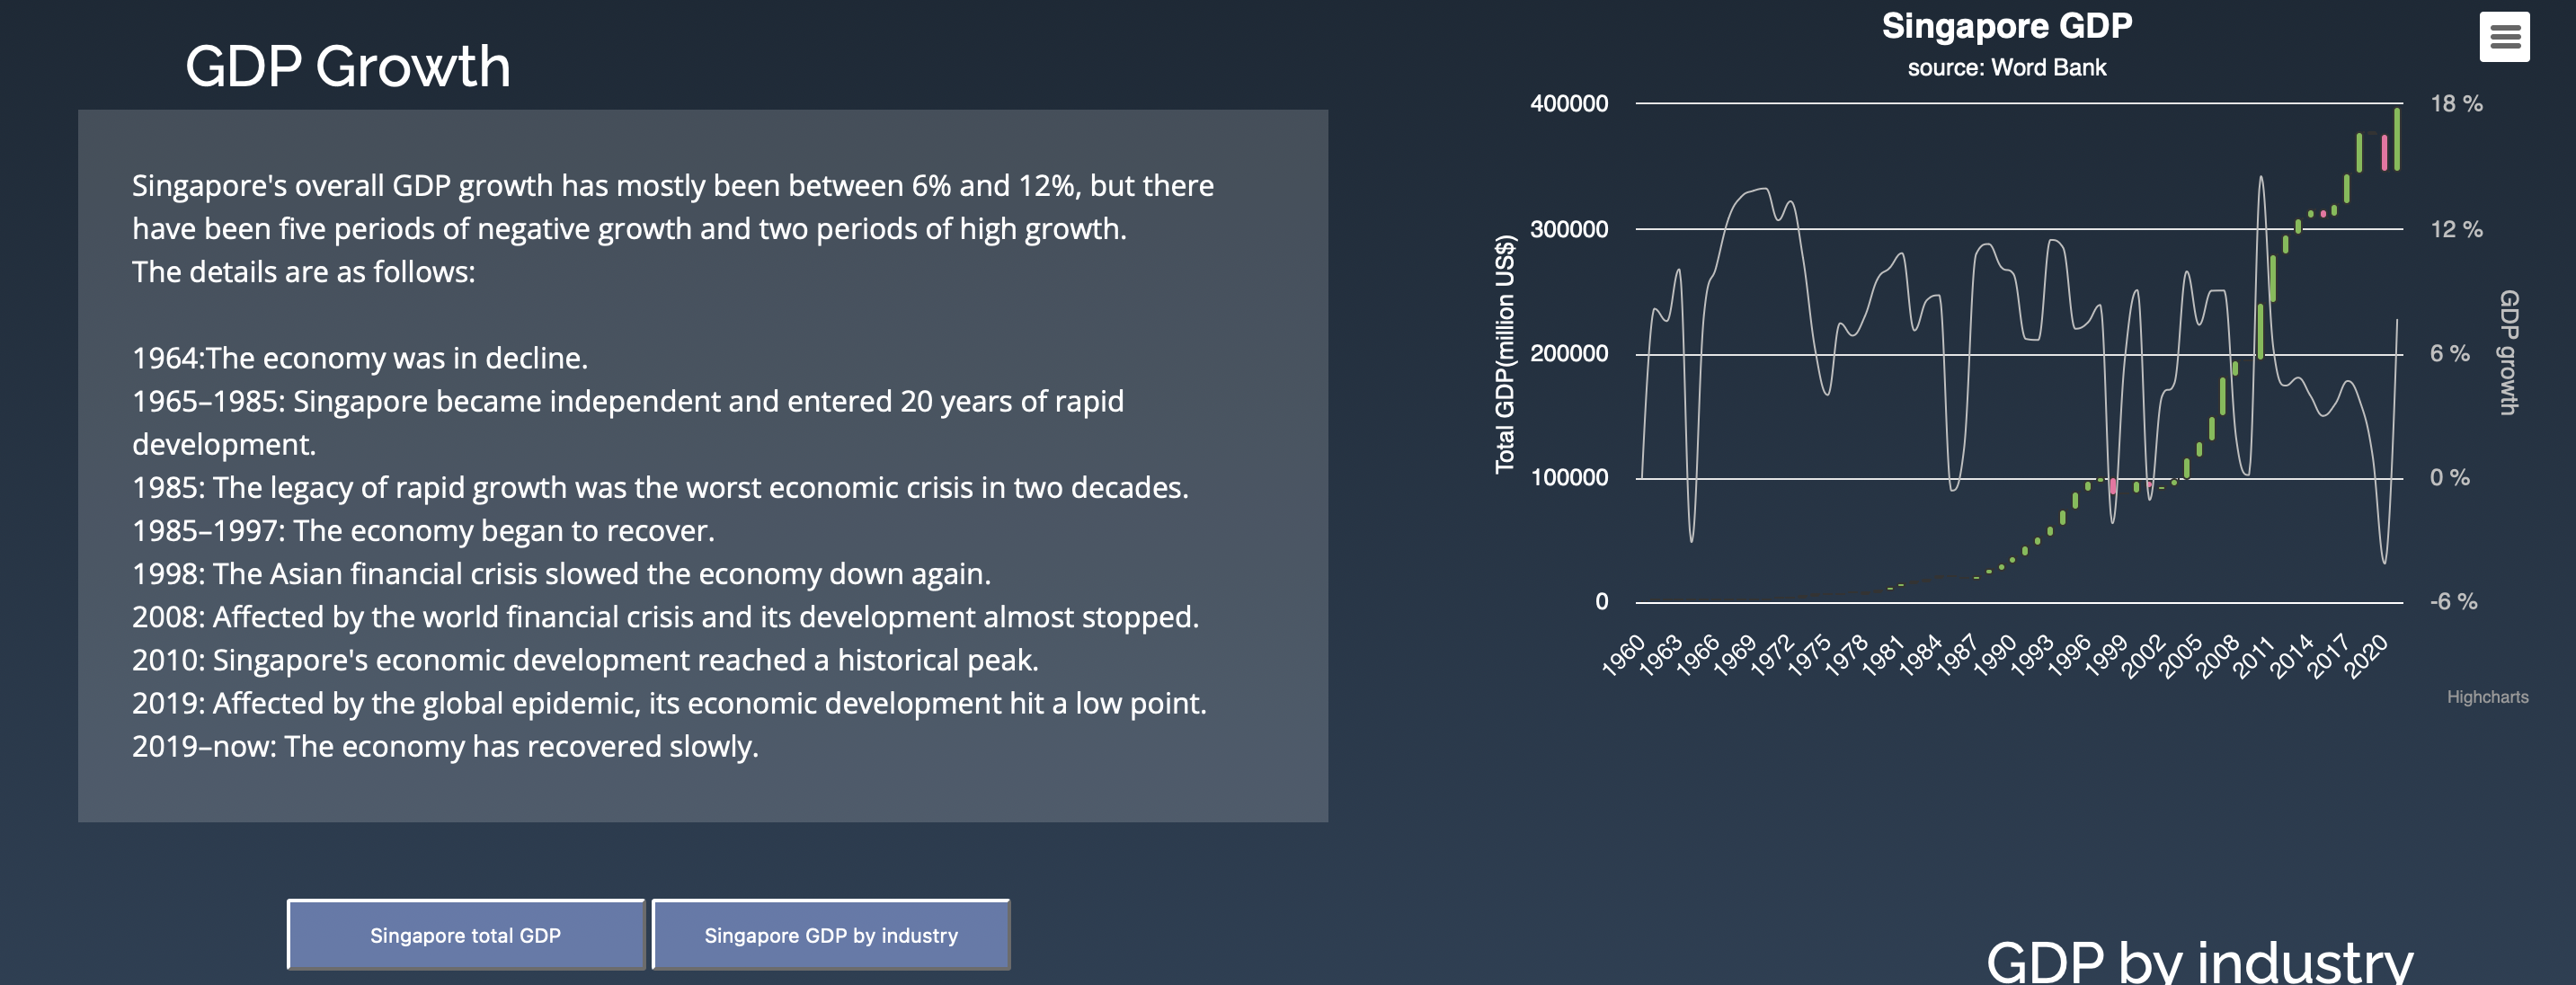 GDP Growth
Singapore's overall GDP growth has mostly been between 6% and 12%, but there
have been five periods of negative growth and two periods of high growth.
The details are as follows:
1964:The economy was in decline.
1965–1985: Singapore became independent and entered 20 years of rapid
development.
1985: The legacy of rapid growth was the worst economic crisis in two decades.
1985–1997: The economy began to recover.
1998: The Asian financial crisis slowed the economy down again.
2008: Affected by the world financial crisis and its development almost stopped.
2010: Singapore's economic development reached a historical peak.
2019: Affected by the global epidemic, its economic development hit a low point.
2019–now: The economy has recovered slowly.
Singapore total GDP
Singapore GDP by industry
Singapore GDP
source: Word Bank
Total GDP(million US$)
400000
300000
200000
100000
0
18 %
12 %
6 %
0 %
-6 %
GDP growth
1960
1963
1966
1969
1972
1975
1978
1981
1984
1987
1990
1993
1996
1999
2002
2005
2008
2011
2014
2017
2020
Highcharts
GDP by industry